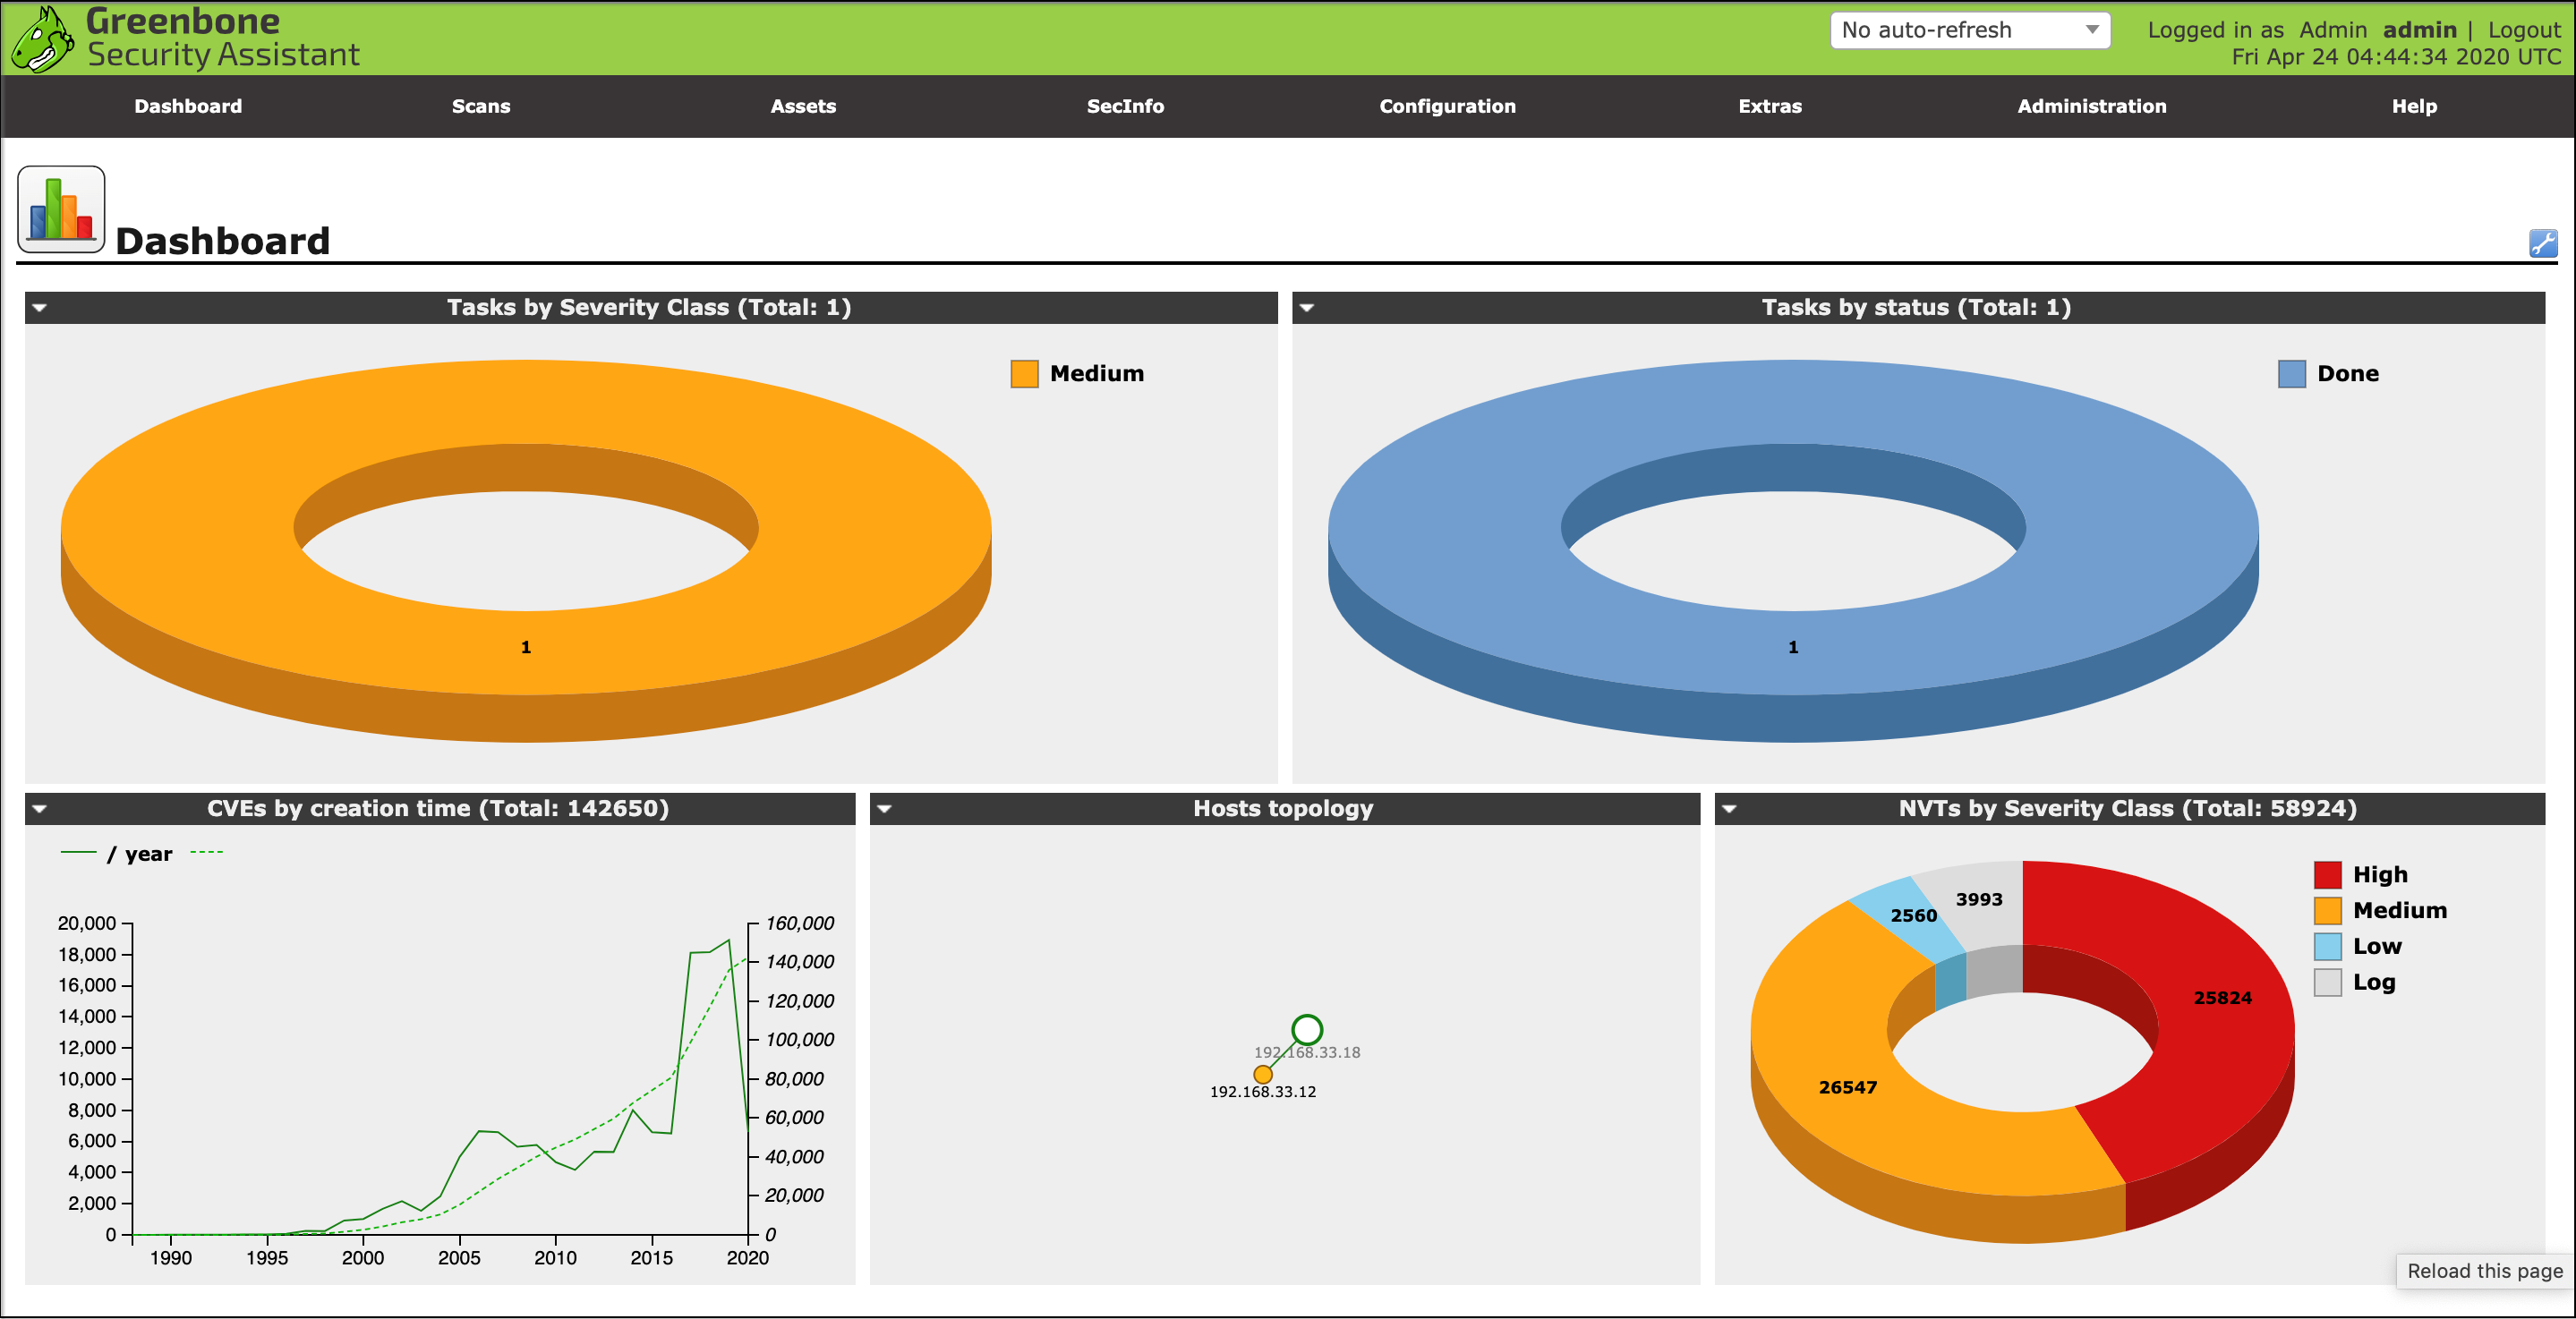 Greenbone
Security Assistant
No auto-refresh
Logged in as Admin admin | Logout
Fri Apr 24 04:44:34 2020 UTC
Dashboard Scans Assets SecInfo Configuration Extras Administration Help
Dashboard
Tasks by Severity Class (Total: 1)
Medium
1
Tasks by status (Total: 1)
Done
1
CVEs by creation time (Total: 142650)
/ year
20,000
18,000
16,000
14,000
12,000
10,000
8,000
6,000
4,000
2,000
0
160,000
140,000
120,000
100,000
80,000
60,000
40,000
20,000
0
1990 1995 2000 2005 2010 2015 2020
Hosts topology
192.168.33.18
192.168.33.12
NVTs by Severity Class (Total: 58924)
High
Medium
Low
Log
3993
2560
25824
26547
Reload this page